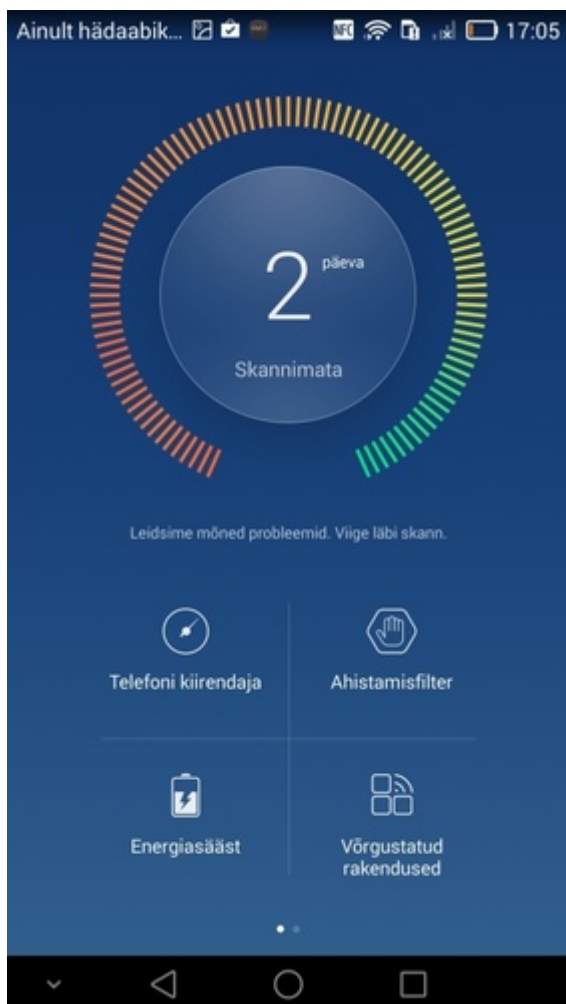 Ainult hädaabik... NFC 17:05
2 päeva
Skannimata
Leidsime mõned probleemid. Viige läbi skann.
Telefoni kiirendaja
Ahistamisfilter
Energiasääst
Võrgustatud
rakendused